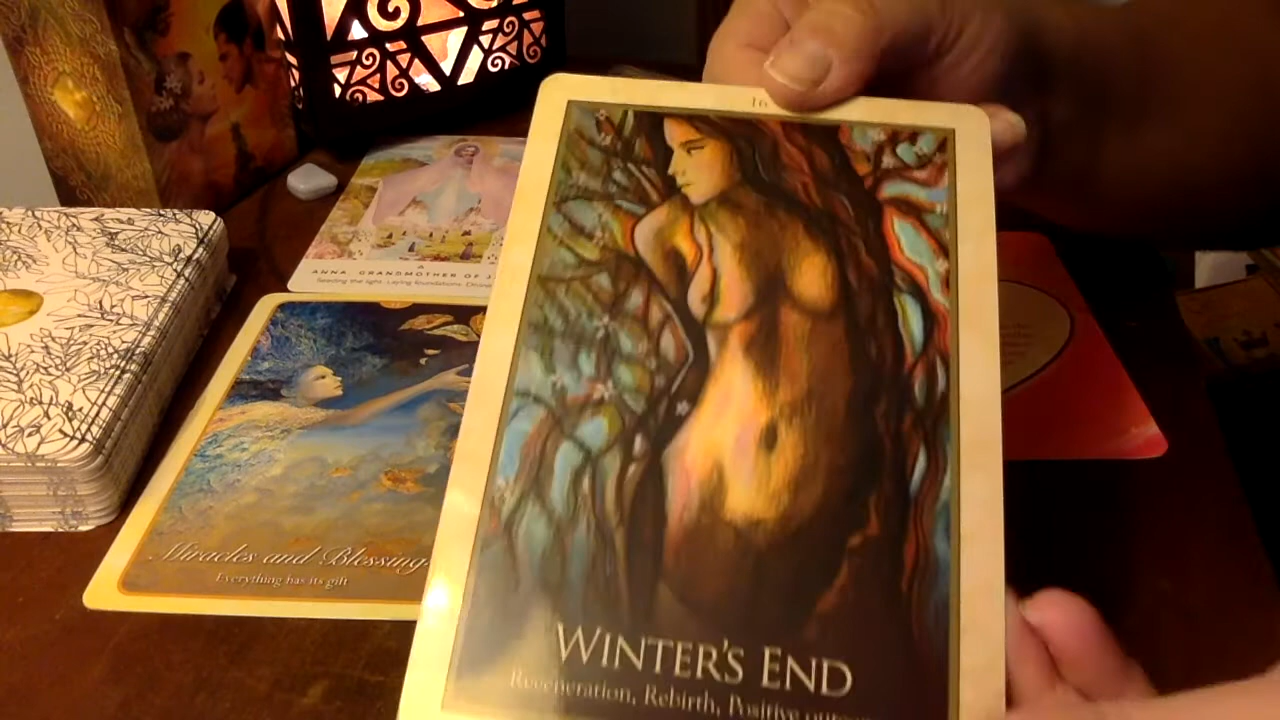 16
ANNA, GRANDMOTHER OF J
Seeding the light. Laying foundations.
Miracles and Blessings
Everything has its gift
WINTER'S END
Regeneration, Rebirth, Positive